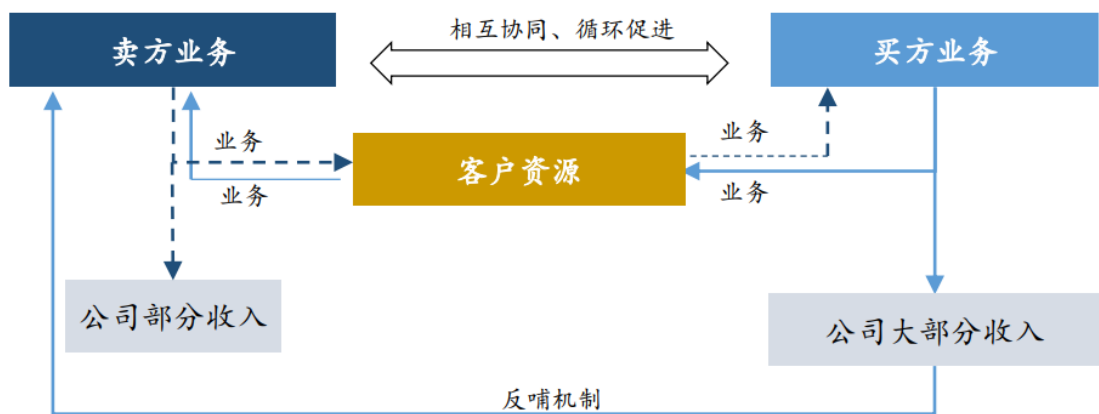 卖方业务
相互协同、循环促进
买方业务
业务
业务
客户资源
业务
业务
公司部分收入
公司大部分收入
反哺机制